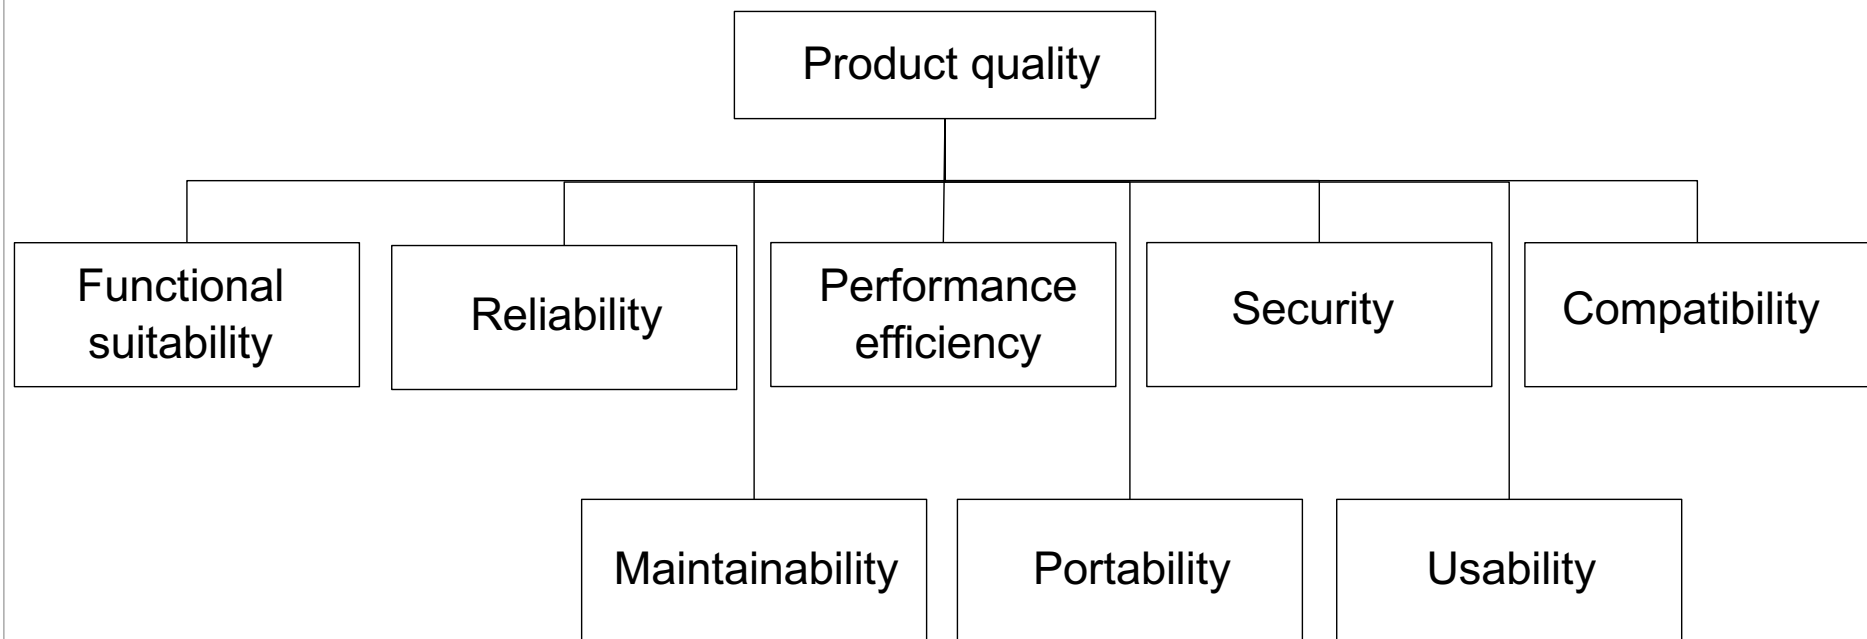 Product quality
Functional
suitability
Reliability
Performance
efficiency
Security
Compatibility
Maintainability
Portability
Usability